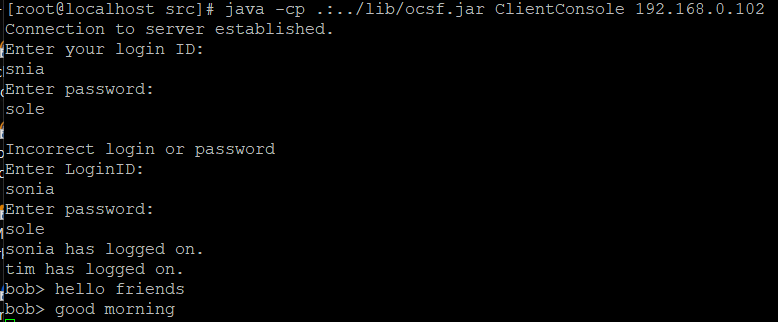 [root@localhost src]# java -cp .:../lib/ocsf.jar ClientConsole 192.168.0.102
Connection to server established.
Enter your login ID:
snia
Enter password:
sole
Incorrect login or password
Enter LoginID:
sonia
Enter password:
sole
sonia has logged on.
tim has logged on.
bob> hello friends
bob> good morning